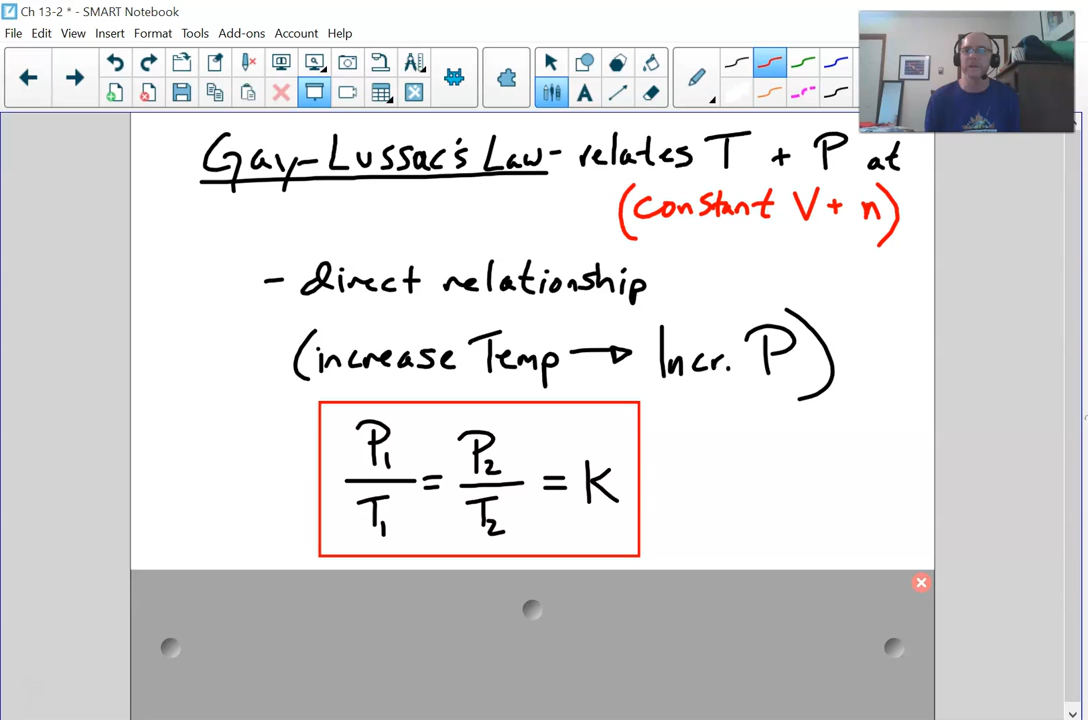 Ch 13-2 * - SMART Notebook
File Edit View Insert Format Tools Add-ons Account Help
Gay-Lussac's Law - relates T + P at
(constant V + n)
- direct relationship
(increase Temp → Incr. P)
P₁/T₁ = P₂/T₂ = K